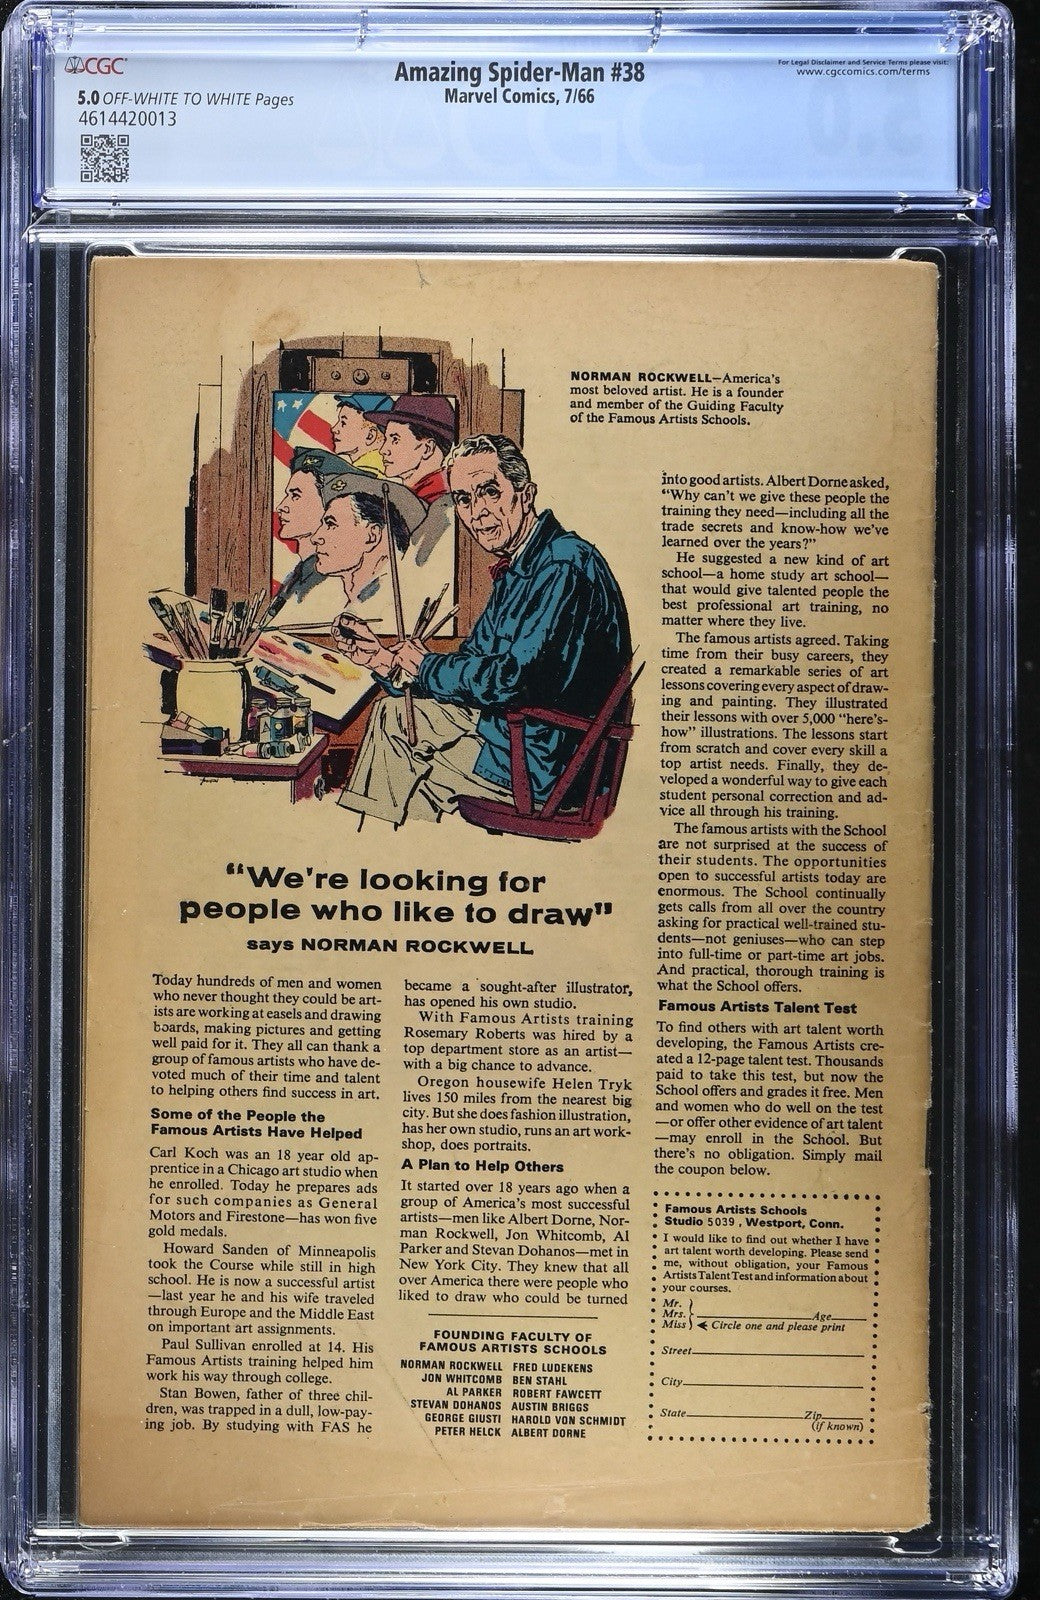 CGC
Amazing Spider-Man #38
For Legal Disclaimer and Service Terms please visit:
www.cgccomics.com/terms
5.0 OFF-WHITE TO WHITE Pages
Marvel Comics, 7/66
4614420013
NORMAN ROCKWELL—America's
most beloved artist. He is a founder
and member of the Guiding Faculty
of the Famous Artists Schools.
"We're looking for
people who like to draw"
says NORMAN ROCKWELL
Today hundreds of men and women
who never thought they could be art-
ists are working at easels and drawing
boards, making pictures and getting
well paid for it. They all can thank a
group of famous artists who have de-
voted much of their time and talent
to helping others find success in art.
Some of the People the
Famous Artists Have Helped
Carl Koch was an 18 year old ap-
prentice in a Chicago art studio when
he enrolled. Today he prepares ads
for such companies as General
Motors and Firestone—has won five
gold medals.
Howard Sanden of Minneapolis
took the Course while still in high
school. He is now a successful artist
—last year he and his wife traveled
through Europe and the Middle East
on important art assignments.
Paul Sullivan enrolled at 14. His
Famous Artists training helped him
work his way through college.
Stan Bowen, father of three chil-
dren, was trapped in a dull, low-pay-
ing job. By studying with FAS he
became a sought-after illustrator,
has opened his own studio.
With Famous Artists training
Rosemary Roberts was hired by a
top department store as an artist—
with a big chance to advance.
Oregon housewife Helen Tryk
lives 150 miles from the nearest big
city. But she does fashion illustration,
has her own studio, runs an art work-
shop, does portraits.
A Plan to Help Others
It started over 18 years ago when a
group of America's most successful
artists—men like Albert Dorne, Nor-
man Rockwell, Jon Whitcomb, Al
Parker and Stevan Dohanos—met in
New York City. They knew that all
over America there were people who
liked to draw who could be turned
FOUNDING FACULTY OF
FAMOUS ARTISTS SCHOOLS
NORMAN ROCKWELL FRED LUDEKENS
JON WHITCOMB BEN STAHL
AL PARKER ROBERT FAWCETT
STEVAN DOHANOS AUSTIN BRIGGS
GEORGE GIUSTI HAROLD VON SCHMIDT
PETER HELCK ALBERT DORNE
into good artists. Albert Dorne asked,
"Why can't we give these people the
training they need—including all the
trade secrets and know-how we've
learned over the years?"
He suggested a new kind of art
school—a home study art school—
that would give talented people the
best professional art training, no
matter where they live.
The famous artists agreed. Taking
time from their busy careers, they
created a remarkable series of art
lessons covering every aspect of draw-
ing and painting. They illustrated
their lessons with over 5,000 "here's-
how" illustrations. The lessons start
from scratch and cover every skill a
top artist needs. Finally, they de-
veloped a wonderful way to give each
student personal correction and ad-
vice all through his training.
The famous artists with the School
are not surprised at the success of
their students. The opportunities
open to successful artists today are
enormous. The School continually
gets calls from all over the country
asking for practical well-trained stu-
dents—not geniuses—who can step
into full-time or part-time art jobs.
And practical, thorough training is
what the School offers.
Famous Artists Talent Test
To find others with art talent worth
developing, the Famous Artists cre-
ated a 12-page talent test. Thousands
paid to take this test, but now the
School offers and grades it free. Men
and women who do well on the test
—or offer other evidence of art talent
—may enroll in the School. But
there's no obligation. Simply mail
the coupon below.
Famous Artists Schools
Studio 5039, Westport, Conn.
I would like to find out whether I have
art talent worth developing. Please send
me, without obligation, your Famous
Artists Talent Test and information about
your courses.
Mr.
Mrs. Age
Miss Circle one and please print
Street
City
State Zip
(if known)